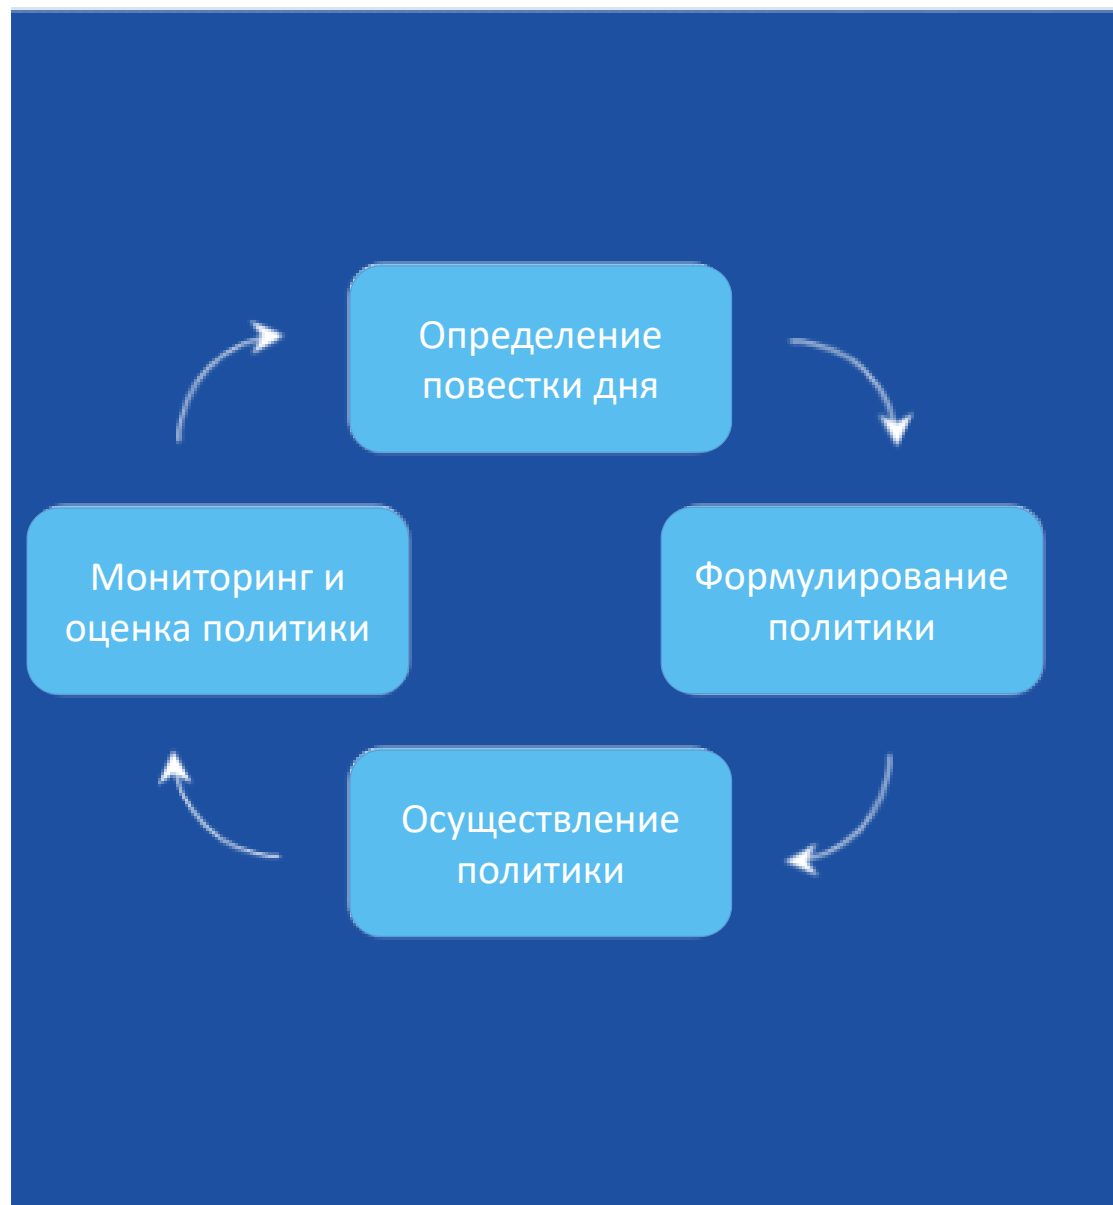 Определение
повестки дня
Мониторинг и
оценка политики
Формулирование
политики
Осуществление
политики